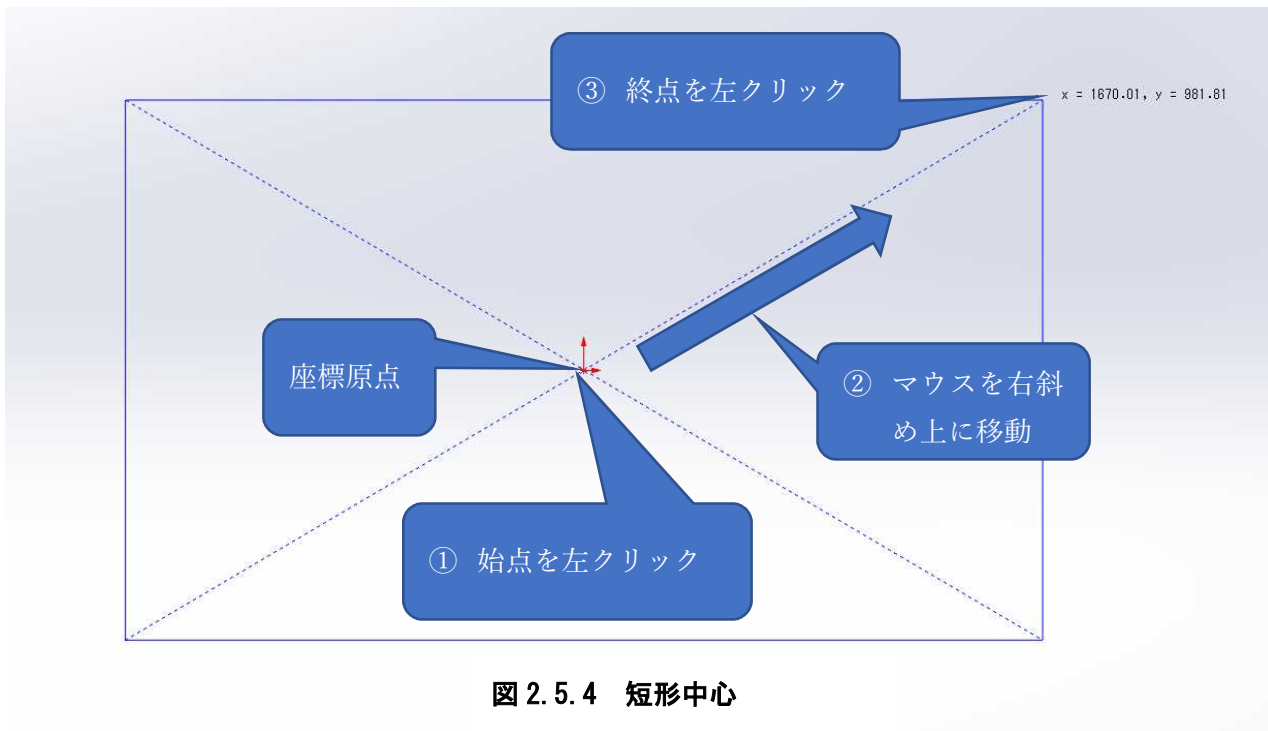 ③ 終点を左クリック
x = 1670.01, y = 981.81
座標原点
② マウスを右斜
め上に移動
① 始点を左クリック
図 2.5.4 短形中心